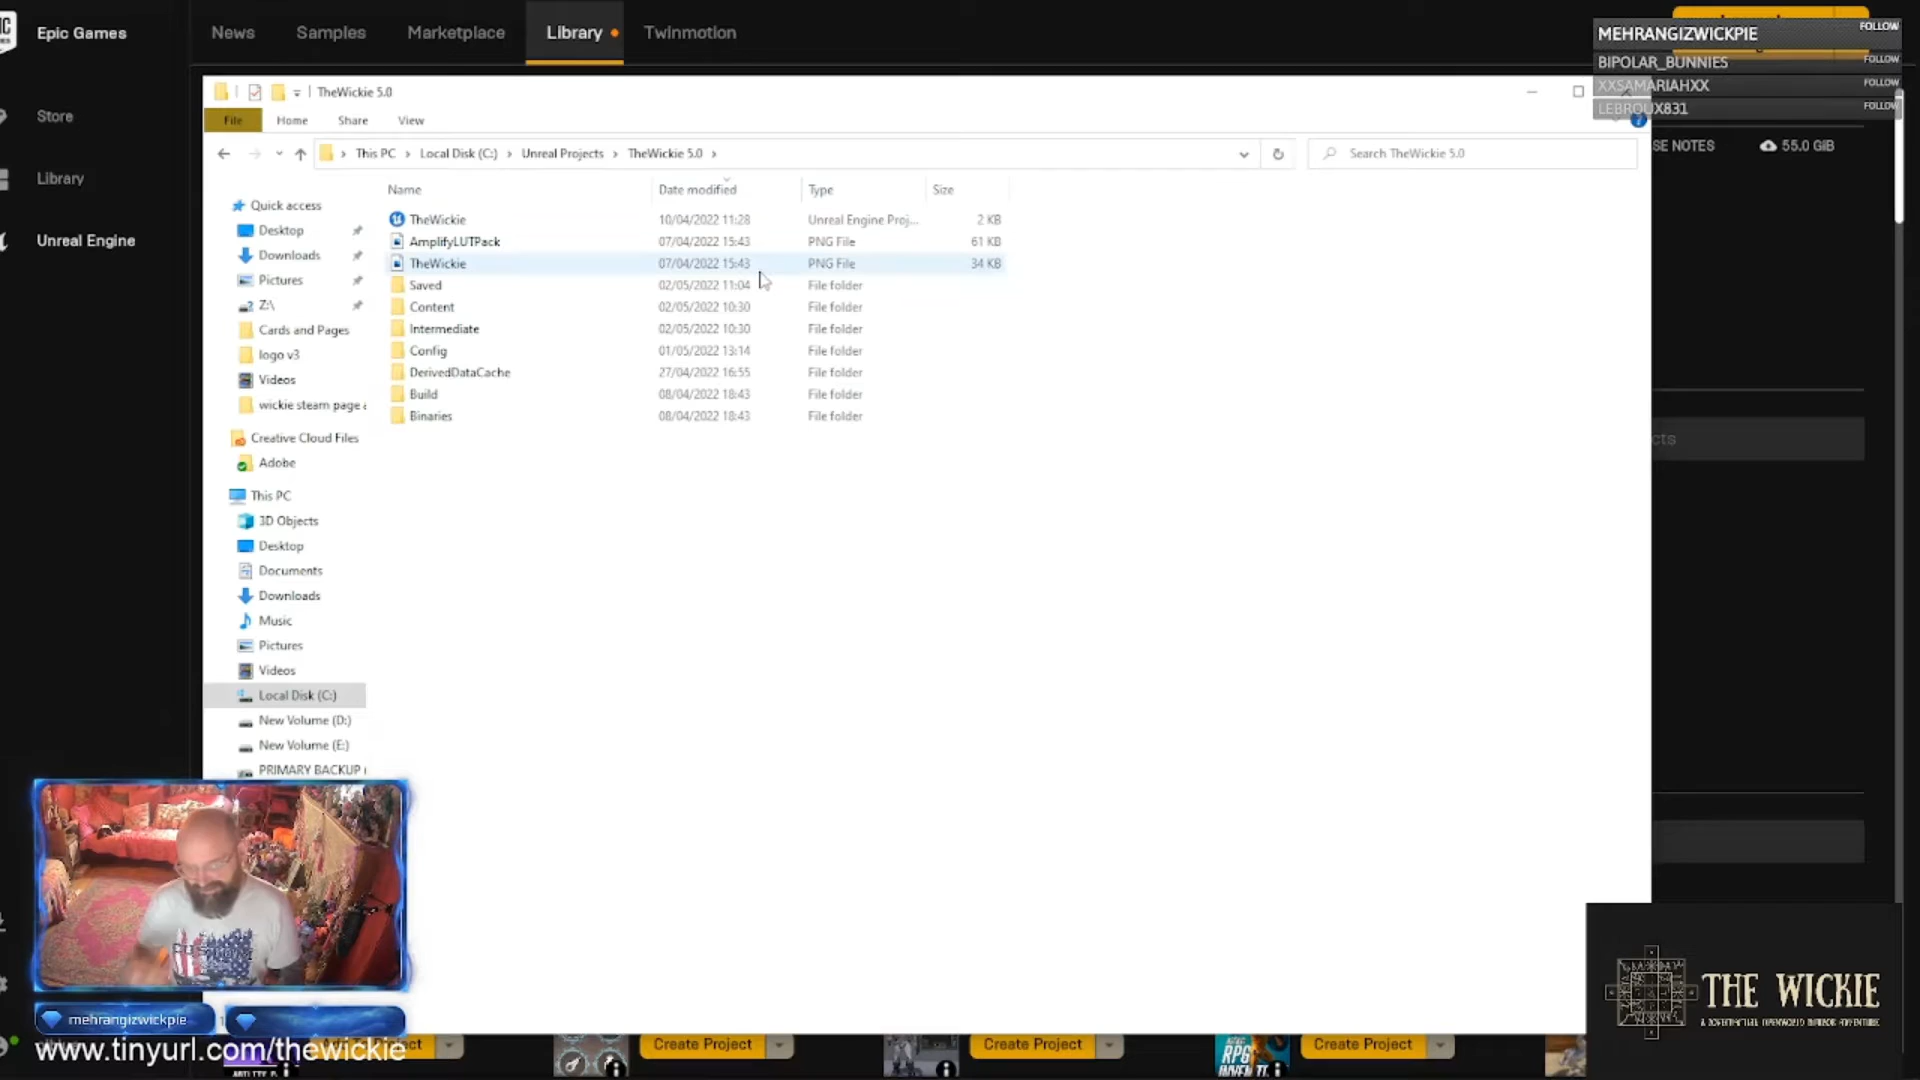 Epic Games
News
Samples
Marketplace
Library
Twinmotion
MEHRANGIZWICKPIE FOLLOW
BIPOLAR_BUNNIES FOLLOW
XXSAMARIAHXX FOLLOW
LEBROUX831 FOLLOW
TheWickie 5.0
File
Home
Share
View
This PC
Local Disk (C:)
Unreal Projects
TheWickie 5.0
Search TheWickie 5.0
SE NOTES
55.0 GiB
Store
Library
Unreal Engine
Name Date modified Type Size
TheWickie 10/04/2022 11:28 Unreal Engine Proj... 2 KB
AmplifyLUTPack 07/04/2022 15:43 PNG File 61 KB
TheWickie 07/04/2022 15:43 PNG File 34 KB
Saved 02/05/2022 11:04 File folder
Content 02/05/2022 10:30 File folder
Intermediate 02/05/2022 10:30 File folder
Config 01/05/2022 13:14 File folder
DerivedDataCache 27/04/2022 16:55 File folder
Build 08/04/2022 18:43 File folder
Binaries 08/04/2022 18:43 File folder
Quick access
Desktop
Downloads
Pictures
Z:\
Cards and Pages
logo v3
Videos
wickie steam page a
Creative Cloud Files
Adobe
This PC
3D Objects
Desktop
Documents
Downloads
Music
Pictures
Videos
Local Disk (C:)
New Volume (D:)
New Volume (E:)
PRIMARY BACKUP (
cts
mehrangizwickpie
www.tinyurl.com/thewickie
Create Project
Create Project
Create Project
RPG
THE WICKIE